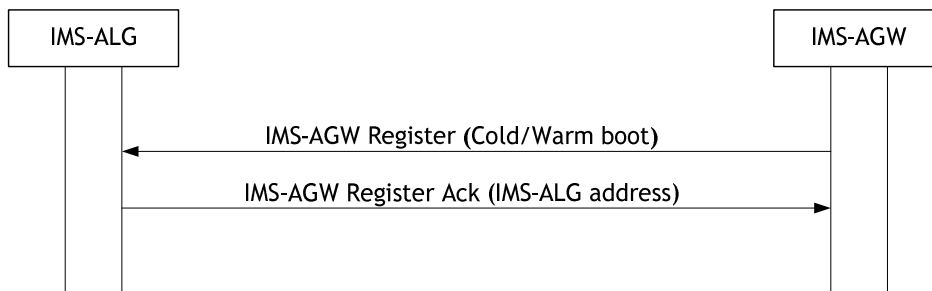 IMS-ALG
IMS-AGW
IMS-AGW Register (Cold/Warm boot)
IMS-AGW Register Ack (IMS-ALG address)